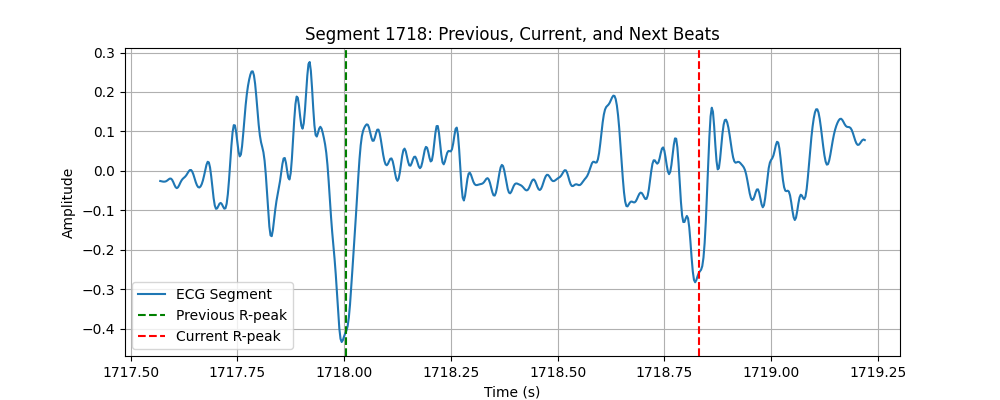 Segment 1718: Previous, Current, and Next Beats
0.3
0.2
0.1
0.0
−0.1
−0.2
−0.3
−0.4
Amplitude
ECG Segment
Previous R-peak
Current R-peak
1717.50 1717.75 1718.00 1718.25 1718.50 1718.75 1719.00 1719.25
Time (s)